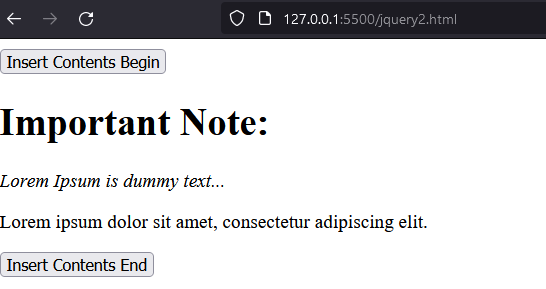 127.0.0.1:5500/jquery2.html
Insert Contents Begin
Important Note:
Lorem Ipsum is dummy text...
Lorem ipsum dolor sit amet, consectetur adipiscing elit.
Insert Contents End